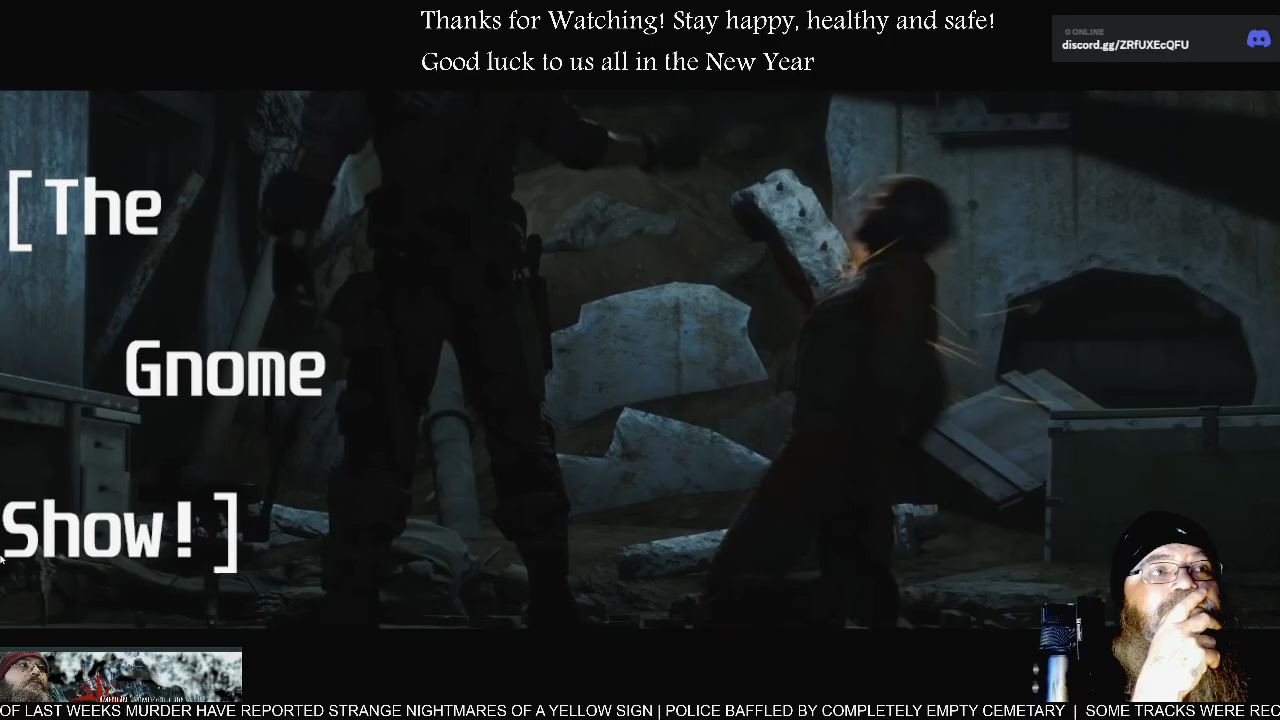 Thanks for Watching! Stay happy, healthy and safe!
Good luck to us all in the New Year
0 ONLINE
discord.gg/ZRfUXEcQFU
[The
Gnome
Show!]
OF LAST WEEKS MURDER HAVE REPORTED STRANGE NIGHTMARES OF A YELLOW SIGN | POLICE BAFFLED BY COMPLETELY EMPTY CEMETARY | SOME TRACKS WERE REC